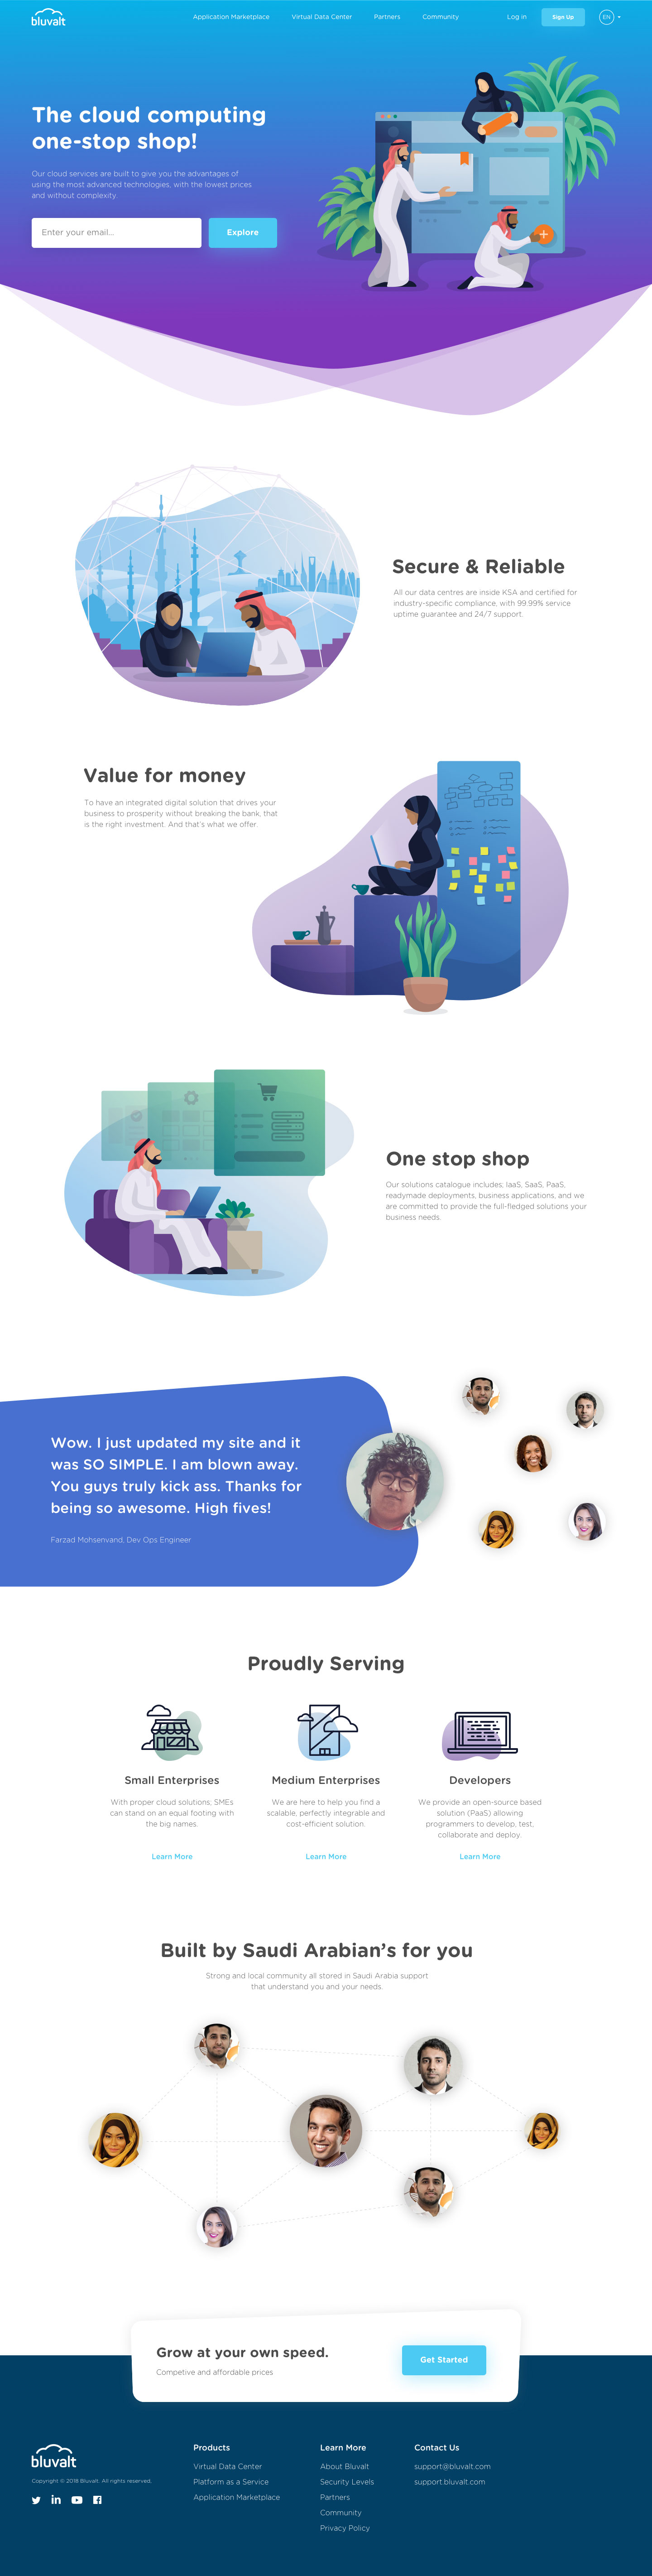 bluvalt
Application Marketplace
Virtual Data Center
Partners
Community
Log in
Sign Up
EN
The cloud computing
one-stop shop!
Our cloud services are built to give you the advantages of
using the most advanced technologies, with the lowest prices
and without complexity.
Enter your email...
Explore
Secure & Reliable
All our data centres are inside KSA and certified for
industry-specific compliance, with 99.99% service
uptime guarantee and 24/7 support.
Value for money
To have an integrated digital solution that drives your
business to prosperity without breaking the bank, that
is the right investment. And that's what we offer.
One stop shop
Our solutions catalogue includes; IaaS, SaaS, PaaS,
readymade deployments, business applications, and we
are committed to provide the full-fledged solutions your
business needs.
Wow. I just updated my site and it
was SO SIMPLE. I am blown away.
You guys truly kick ass. Thanks for
being so awesome. High fives!
Farzad Mohsenvand, Dev Ops Engineer
Proudly Serving
Small Enterprises
With proper cloud solutions; SMEs
can stand on an equal footing with
the big names.
Learn More
Medium Enterprises
We are here to help you find a
scalable, perfectly integrable and
cost-efficient solution.
Learn More
Developers
We provide an open-source based
solution (PaaS) allowing
programmers to develop, test,
collaborate and deploy.
Learn More
Built by Saudi Arabian’s for you
Strong and local community all stored in Saudi Arabia support
that understand you and your needs.
Grow at your own speed.
Competive and affordable prices
Get Started
bluvalt
Copyright © 2018 Bluvalt. All rights reserved.
Products
Virtual Data Center
Platform as a Service
Application Marketplace
Learn More
About Bluvalt
Security Levels
Partners
Community
Privacy Policy
Contact Us
support@bluvalt.com
support.bluvalt.com